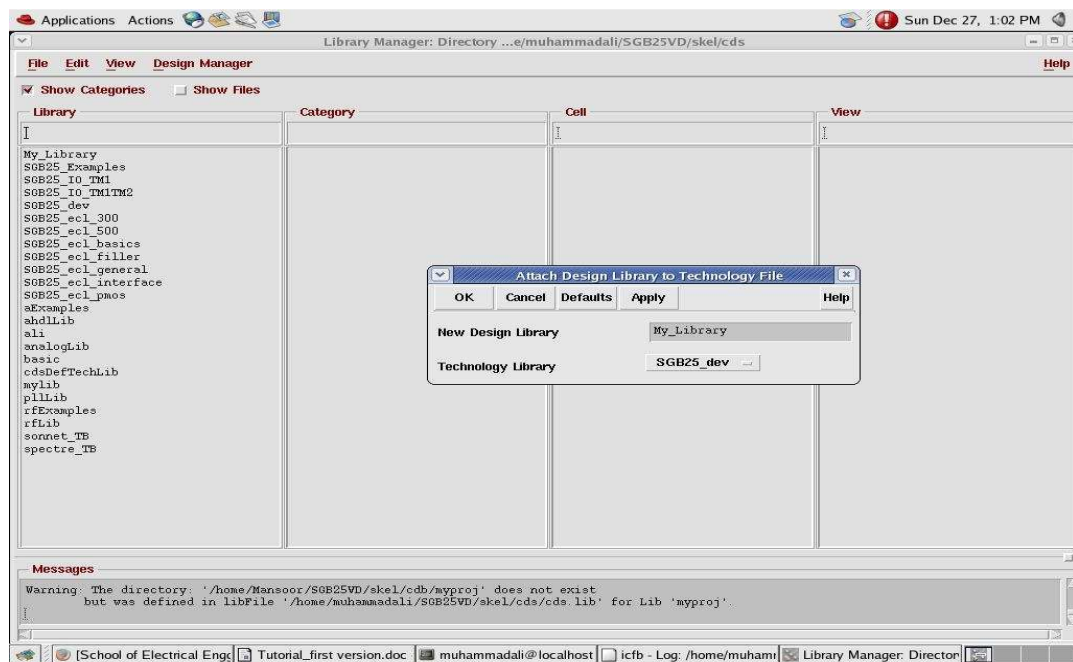 Applications Actions Sun Dec 27, 1:02 PM
Library Manager: Directory ...e/muhammadali/SGB25VD/skel/cds
File Edit View Design Manager Help
Show Categories Show Files
Library Category Cell View
My_Library
SGB25_Examples
SGB25_IO_TM1
SGB25_IO_TM1TM2
SGB25_dev
SGB25_ecl_300
SGB25_ecl_500
SGB25_ecl_basics
SGB25_ecl_filler
SGB25_ecl_general
SGB25_ecl_interface
SGB25_ecl_pmos
aExamples
ahdlLib
ali
analogLib
basic
cdsDefTechLib
mylib
pllLib
rfExamples
rfLib
sonnet_TB
spectre_TB
Attach Design Library to Technology File
OK Cancel Defaults Apply Help
New Design Library My_Library
Technology Library SGB25_dev
Messages
Warning: The directory: '/home/Mansoor/SGB25VD/skel/cdb/myproj' does not exist
but was defined in libFile '/home/muhammadali/SGB25VD/skel/cds/cds.lib' for Lib 'myproj'.
[School of Electrical Eng Tutorial_first version.doc muhammadali@localhost icfb - Log: /home/muham Library Manager: Director